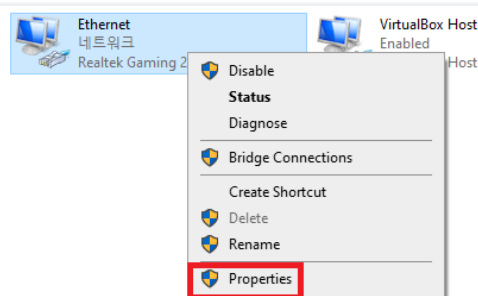 Ethernet
네트워크
Realtek Gaming 2
VirtualBox Host
Enabled
Host
Disable
Status
Diagnose
Bridge Connections
Create Shortcut
Delete
Rename
Properties